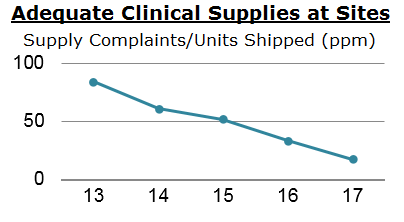 Adequate Clinical Supplies at Sites
Supply Complaints/Units Shipped (ppm)
100
50
0
13 14 15 16 17